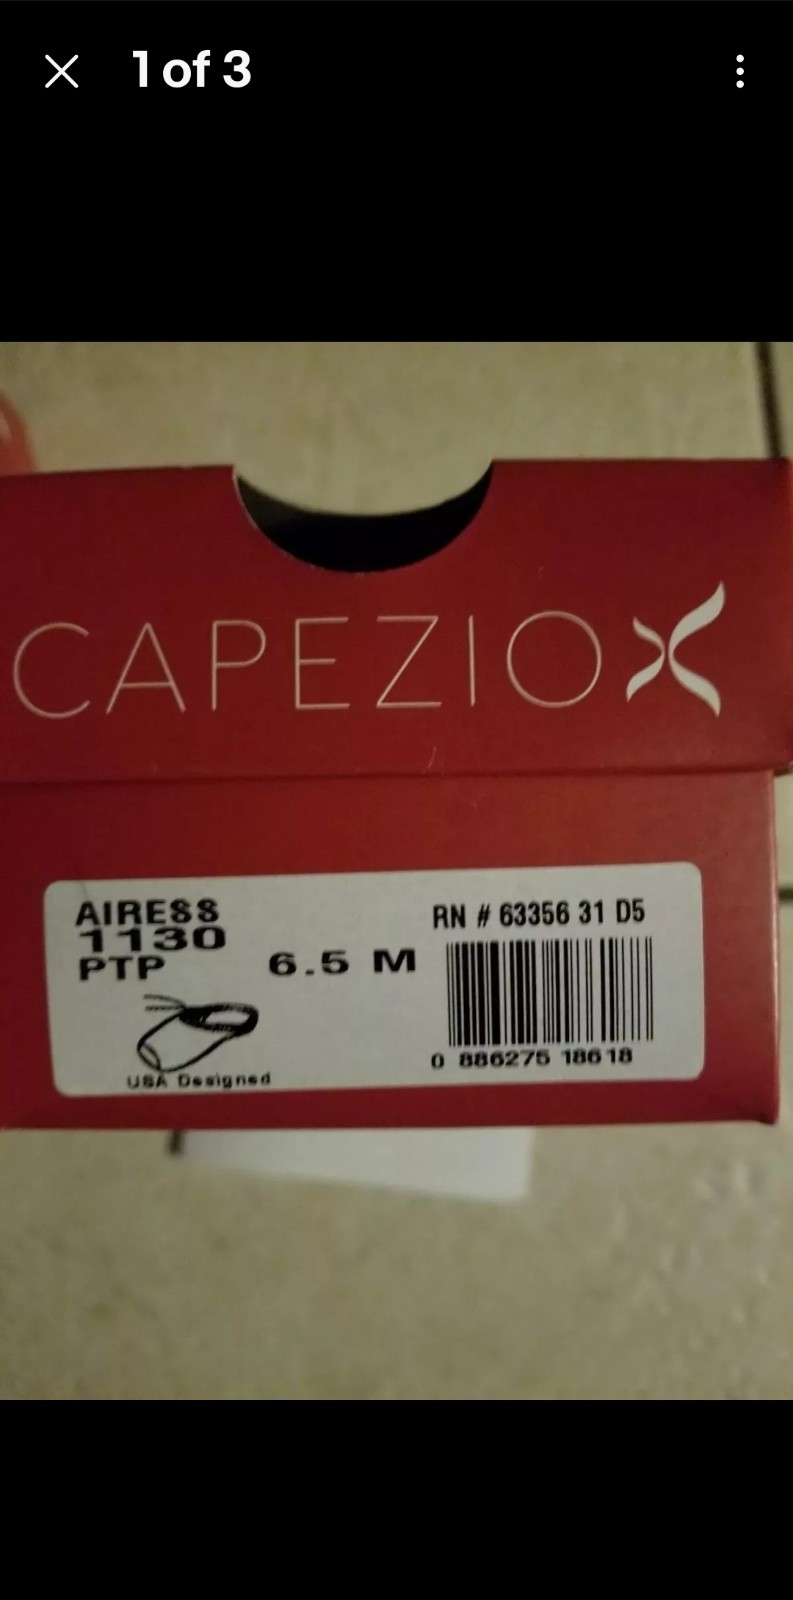 1 of 3
CAPEZIO
AIRESS
1130
PTP
6.5 M
RN # 63356 31 D5
0 886275 18618
USA Designed